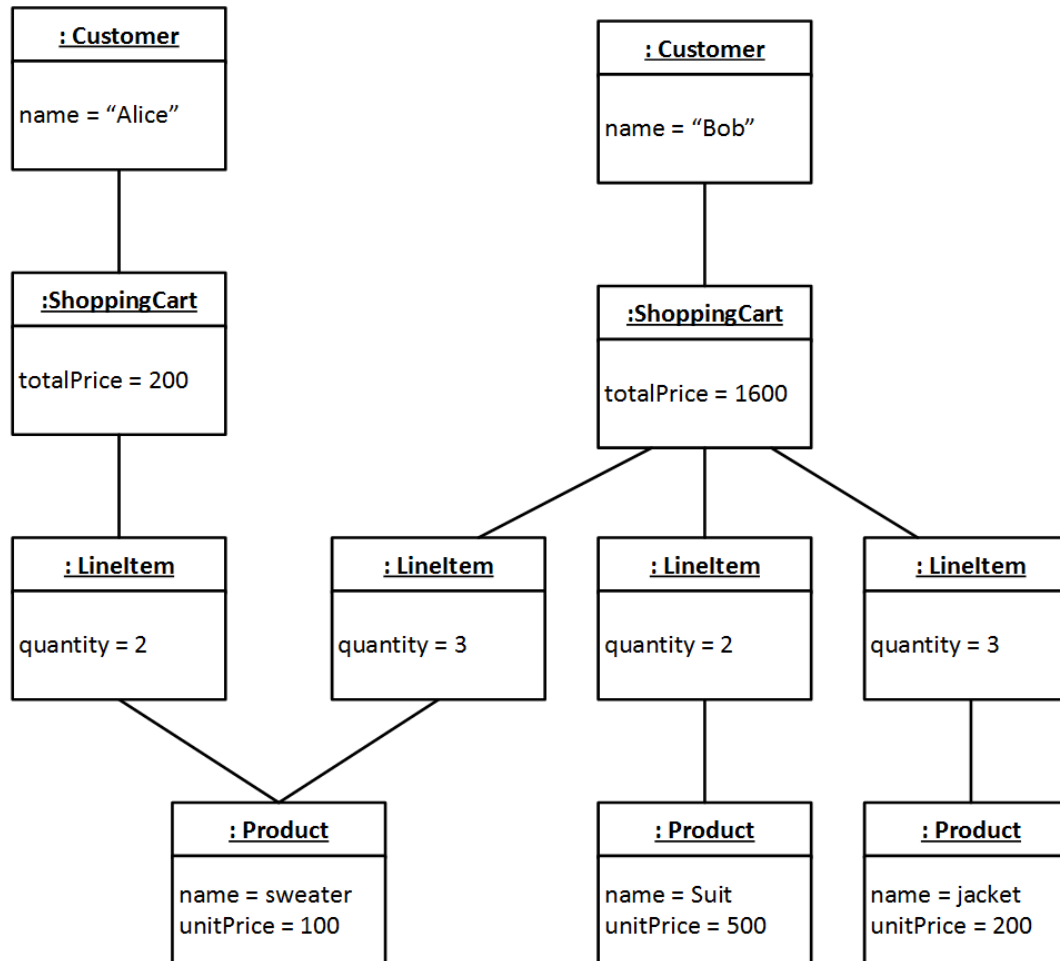 : Customer
name = “Alice”
: Customer
name = “Bob”
:ShoppingCart
totalPrice = 200
:ShoppingCart
totalPrice = 1600
: LineItem
quantity = 2
: LineItem
quantity = 3
: LineItem
quantity = 2
: LineItem
quantity = 3
: Product
name = sweater
unitPrice = 100
: Product
name = Suit
unitPrice = 500
: Product
name = jacket
unitPrice = 200